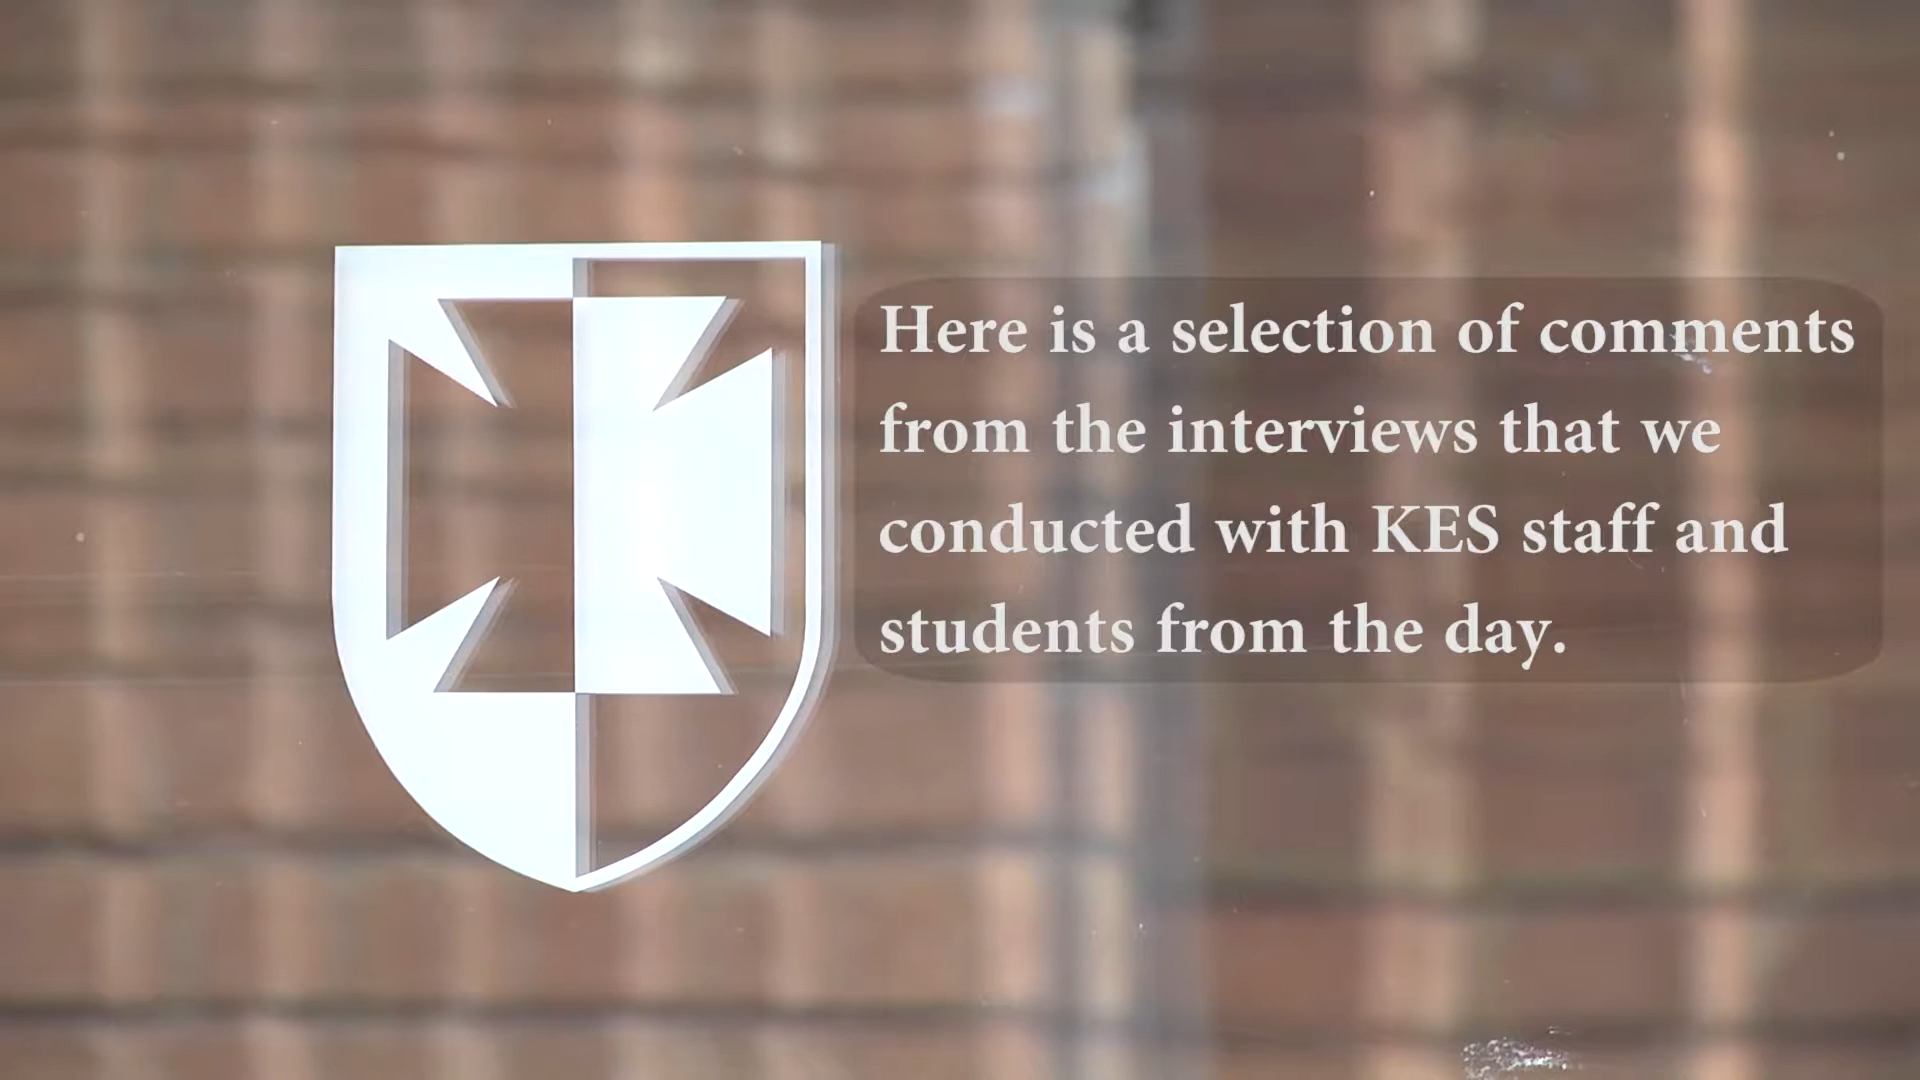 Here is a selection of comments
from the interviews that we
conducted with KES staff and
students from the day.